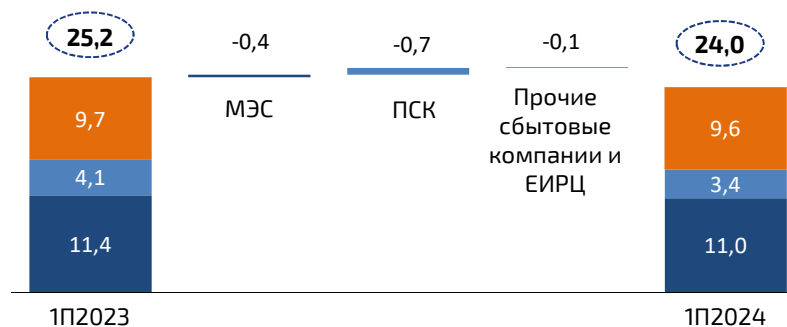 25,2
-0,4
-0,7
-0,1
24,0
9,7
4,1
11,4
МЭС
ПСК
Прочие
сбытовые
компании и
ЕИРЦ
9,6
3,4
11,0
1П2023
1П2024